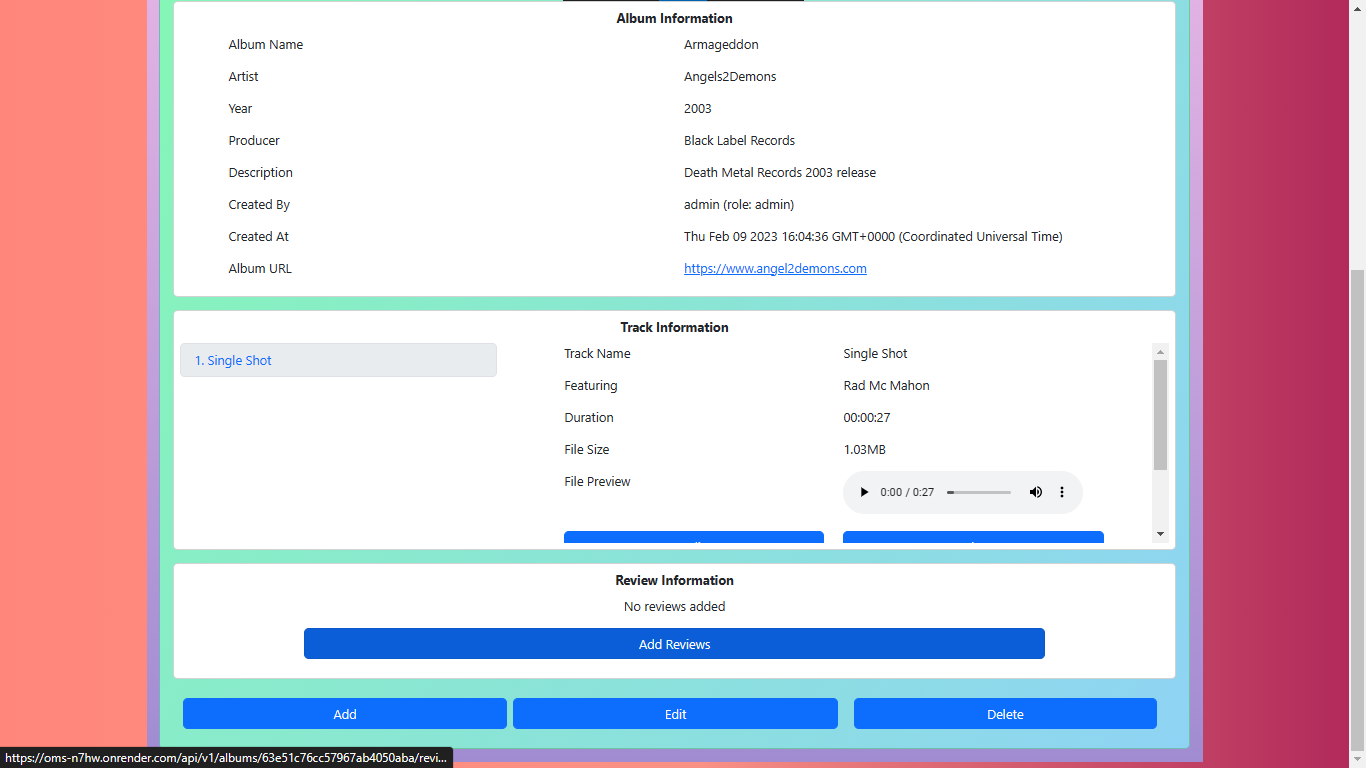 Album Information
Album Name Armageddon
Artist Angels2Demons
Year 2003
Producer Black Label Records
Description Death Metal Records 2003 release
Created By admin (role: admin)
Created At Thu Feb 09 2023 16:04:36 GMT+0000 (Coordinated Universal Time)
Album URL https://www.angel2demons.com
Track Information
1. Single Shot
Track Name Single Shot
Featuring Rad Mc Mahon
Duration 00:00:27
File Size 1.03MB
File Preview 0:00 / 0:27
Review Information
No reviews added
Add Reviews
Add Edit Delete
https://oms-n7hw.onrender.com/api/v1/albums/63e51c76cc57967ab4050aba/revi...